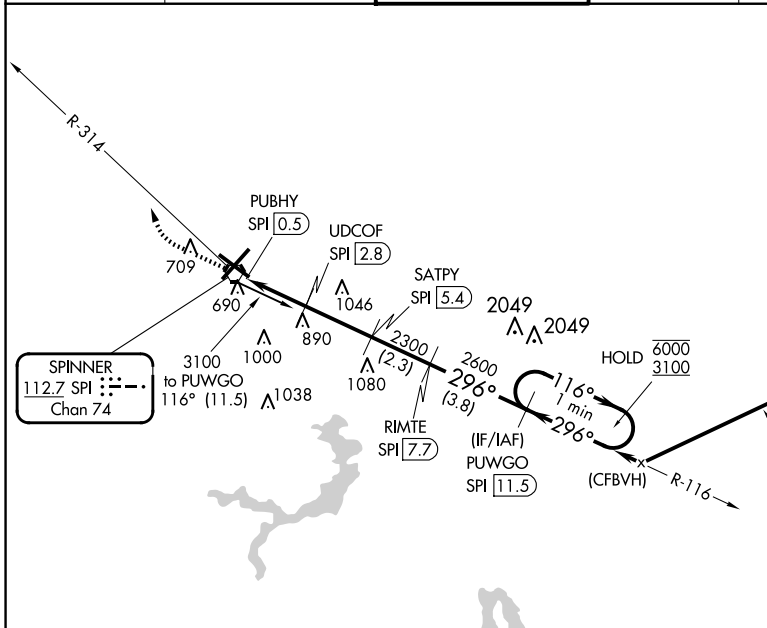 R-314
PUBHY
SPI 0.5
UDCOF
SPI 2.8
SATPY
SPI 5.4
709
690
1046
2049
2049
890
1000
1080
1038
2300
(2.3)
2600
296°
(3.8)
HOLD 6000
3100
116°
1 min
296°
SPINNER
112.7 SPI
Chan 74
3100
to PUWGO
116° (11.5)
RIMTE
SPI 7.7
(IF/IAF)
PUWGO
SPI 11.5
(CFBVH)
R-116